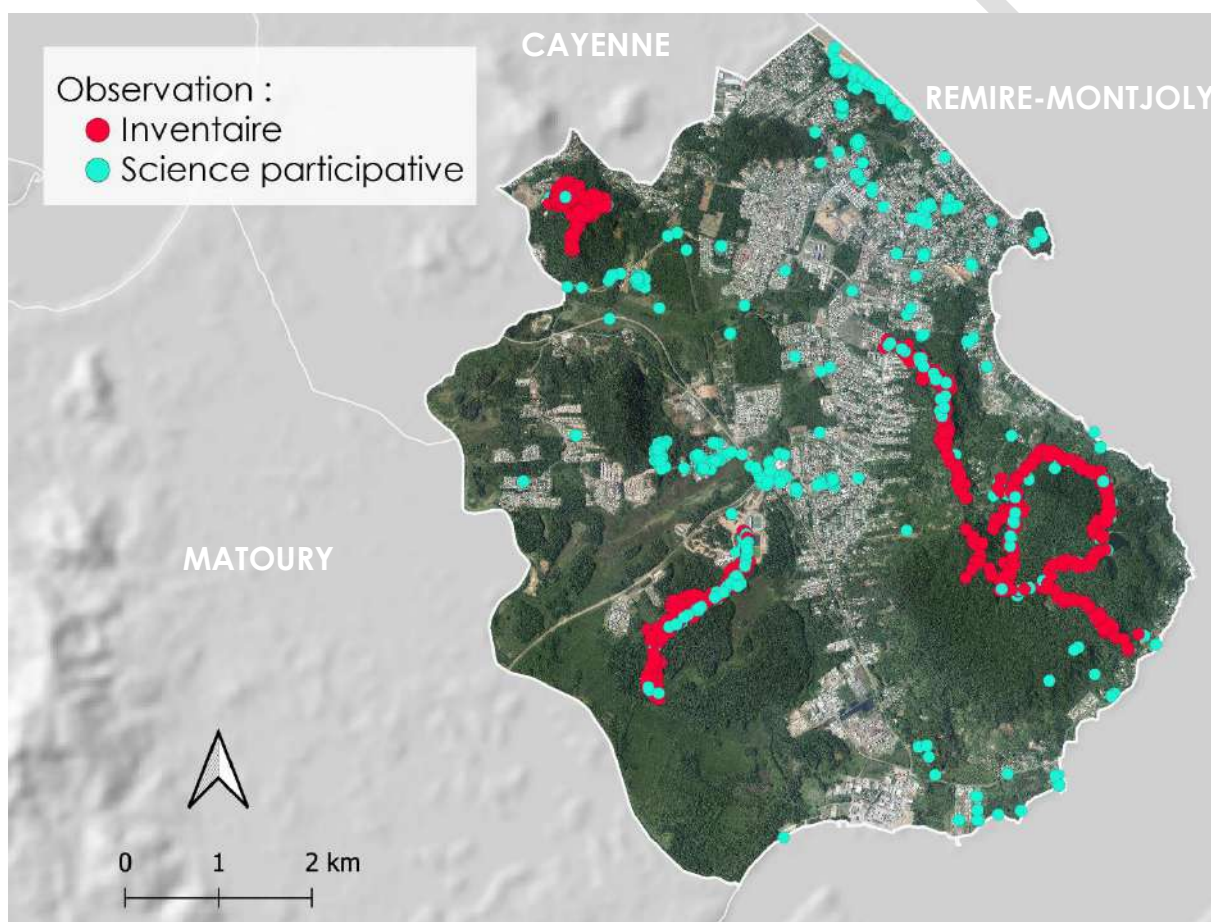 CAYENNE
REMIRE-MONTJOLY
Observation :
Inventaire
Science participative
MATOURY
0 1 2 km